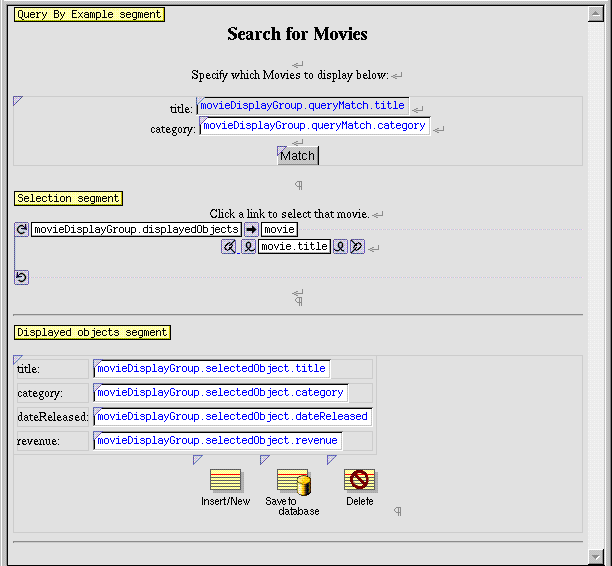 Query By Example segment
Search for Movies
Specify which Movies to display below:
title: movieDisplayGroup.queryMatch.title
category: movieDisplayGroup.queryMatch.category
Match
Selection segment
Click a link to select that movie.
movieDisplayGroup.displayedObjects movie
movie.title
Displayed objects segment
title: movieDisplayGroup.selectedObject.title
category: movieDisplayGroup.selectedObject.category
dateReleased: movieDisplayGroup.selectedObject.dateReleased
revenue: movieDisplayGroup.selectedObject.revenue
Insert/New Save to Delete
database